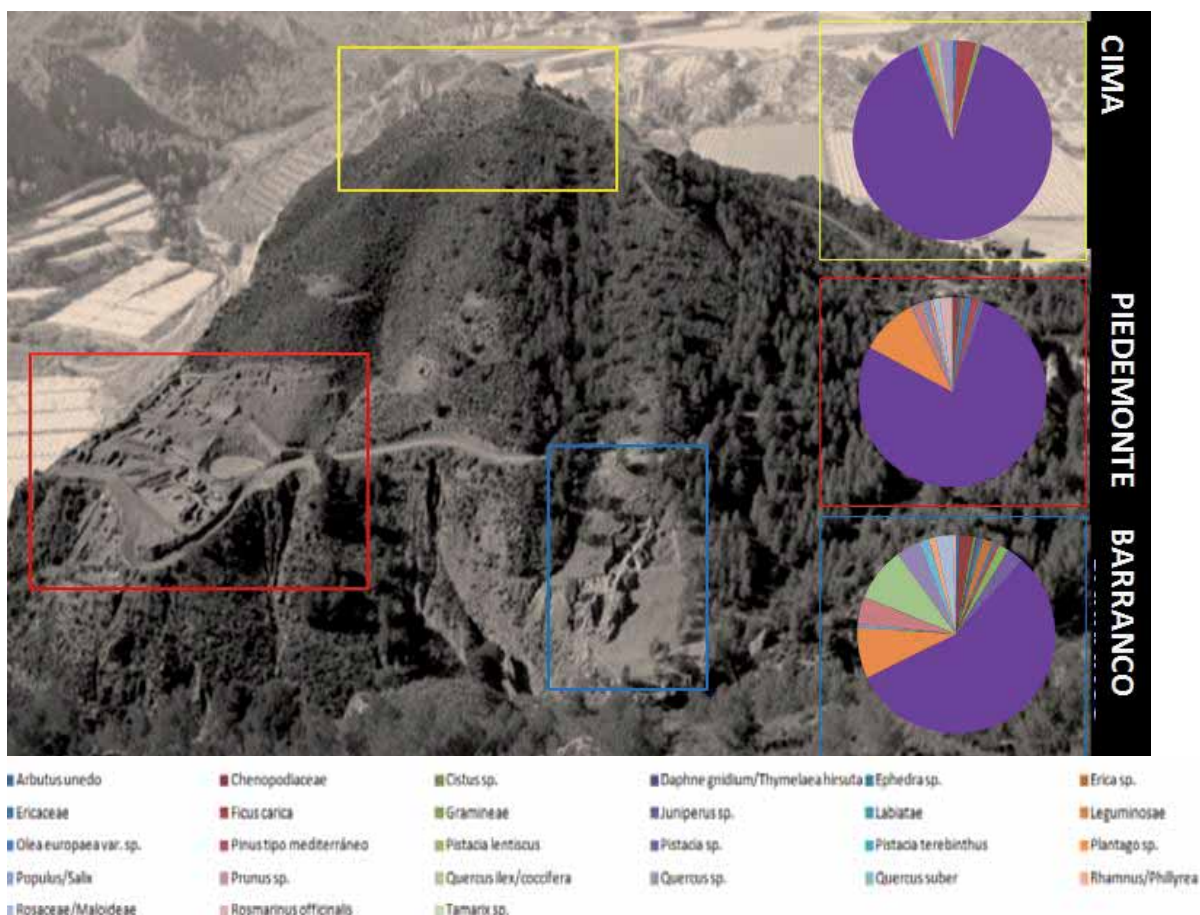 CIMA
PIEDEMONTE
BARRANCO
Arbutus unedo Chenopodiaceae Cistus sp. Daphne gnidium/Thymelaea hirsuta Ephedra sp. Erica sp.
Ericaceae Ficus carica Gramineae Juniperus sp. Labiatae Leguminosae
Olea europaea var. sp. Pinus tipo mediterráneo Pistacia lentiscus Pistacia sp. Pistacia terebinthus Plantago sp.
Populus/Salix Prunus sp. Quercus ilex/coccifera Quercus sp. Quercus suber Rhamnus/Phillyrea
Rosaceae/Maloideae Rosmarinus officinalis Tamarix sp.